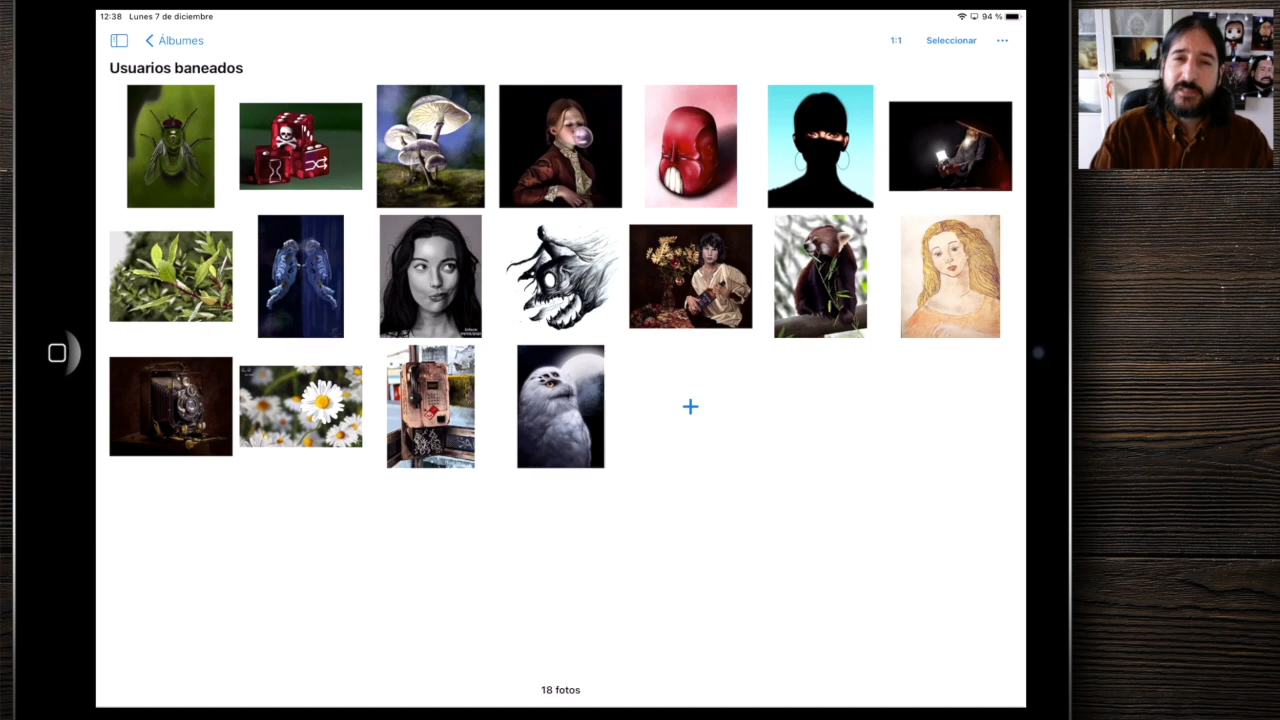 12:38 Lunes 7 de diciembre
94 %
Álbumes
1:1
Seleccionar
Usuarios baneados
18 fotos